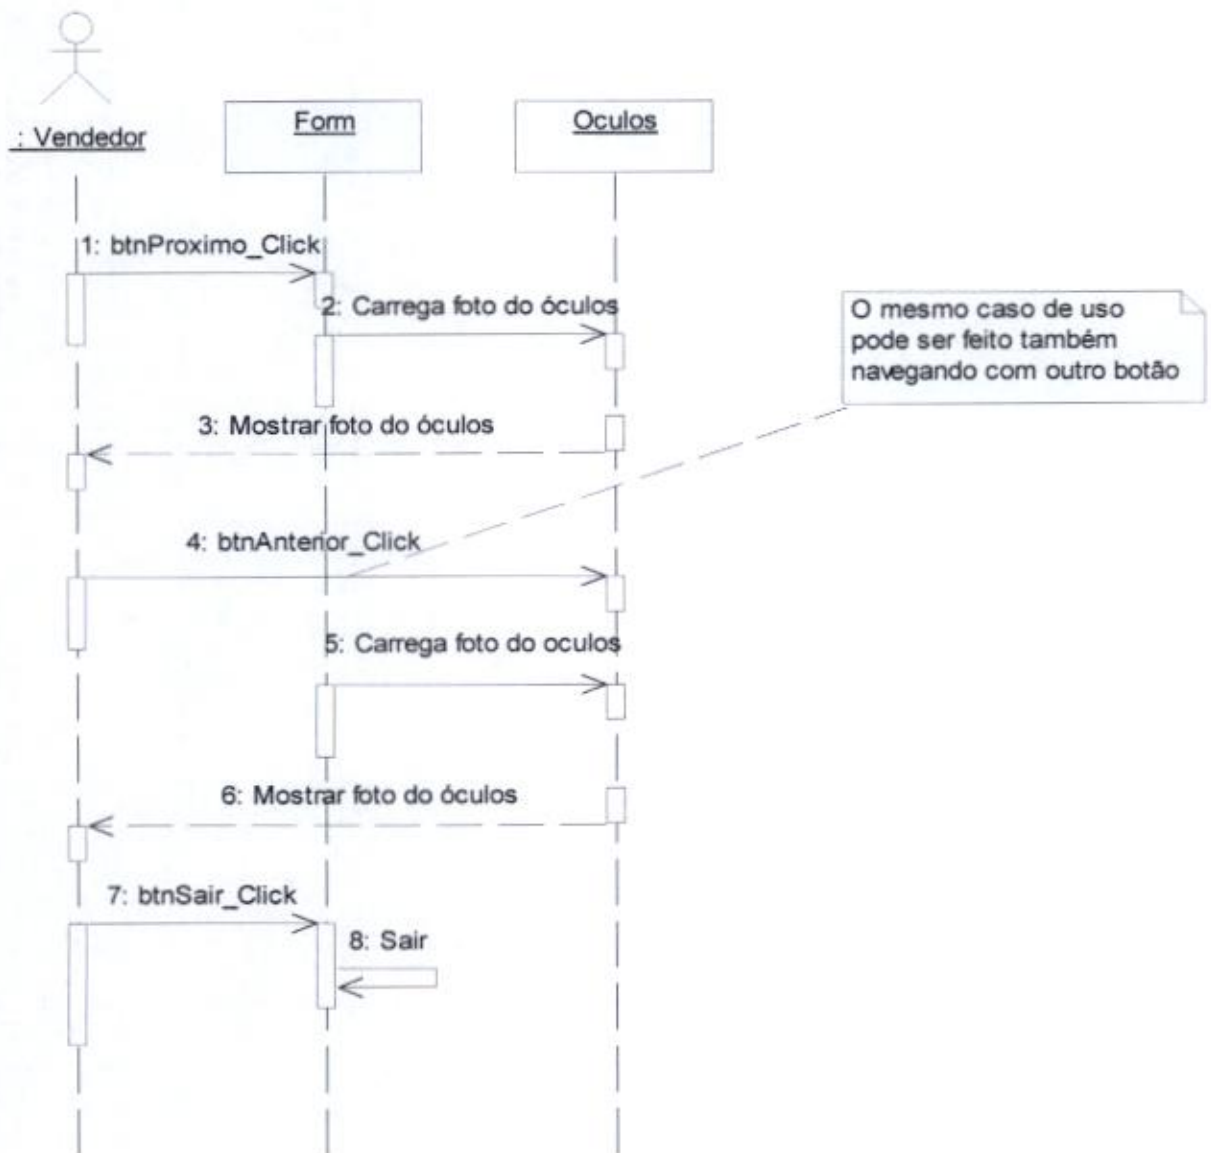 : Vendedor
Form
Oculos
1: btnProximo_Click
2: Carrega foto do óculos
O mesmo caso de uso
pode ser feito também
navegando com outro botão
3: Mostrar foto do óculos
4: btnAnterior_Click
5: Carrega foto do oculos
6: Mostrar foto do óculos
7: btnSair_Click
8: Sair